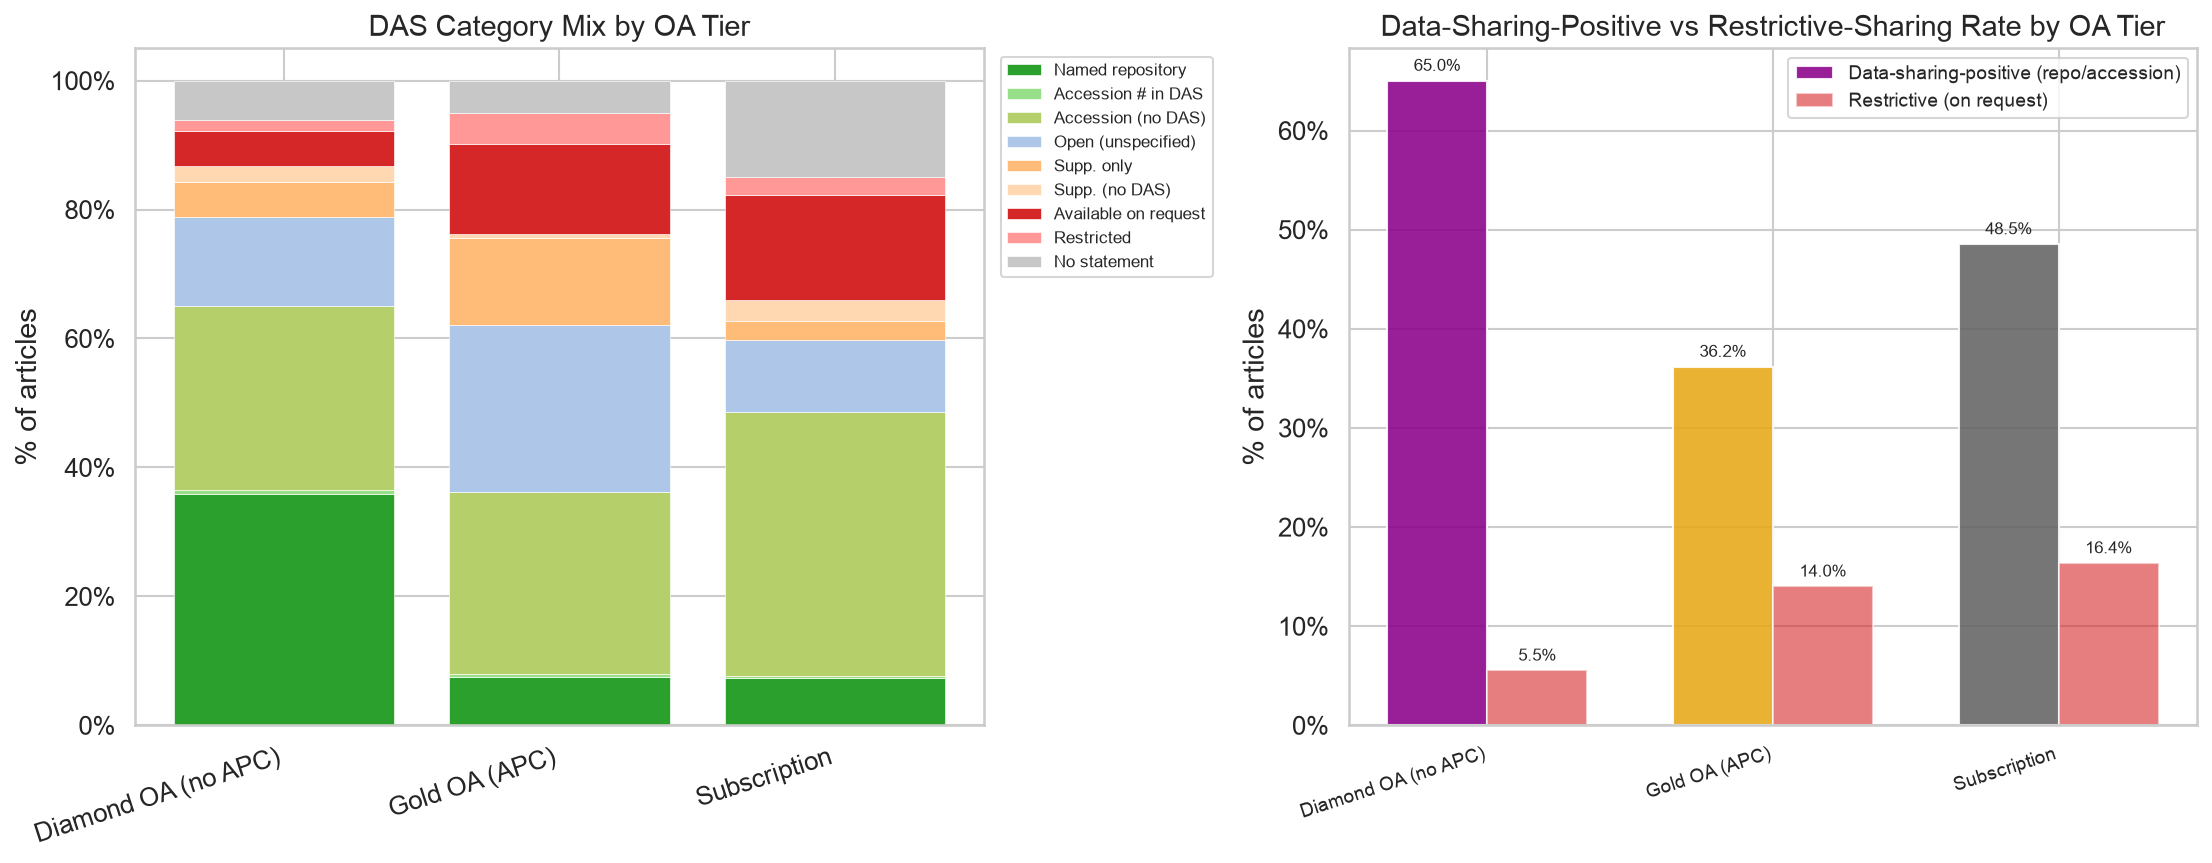 DAS Category Mix by OA Tier
% of articles
100%
80%
60%
40%
20%
0%
Diamond OA (no APC)
Gold OA (APC)
Subscription
Named repository
Accession # in DAS
Accession (no DAS)
Open (unspecified)
Supp. only
Supp. (no DAS)
Available on request
Restricted
No statement
Data-Sharing-Positive vs Restrictive-Sharing Rate by OA Tier
% of articles
60%
50%
40%
30%
20%
10%
0%
65.0%
5.5%
36.2%
14.0%
48.5%
16.4%
Diamond OA (no APC)
Gold OA (APC)
Subscription
Data-sharing-positive (repo/accession)
Restrictive (on request)